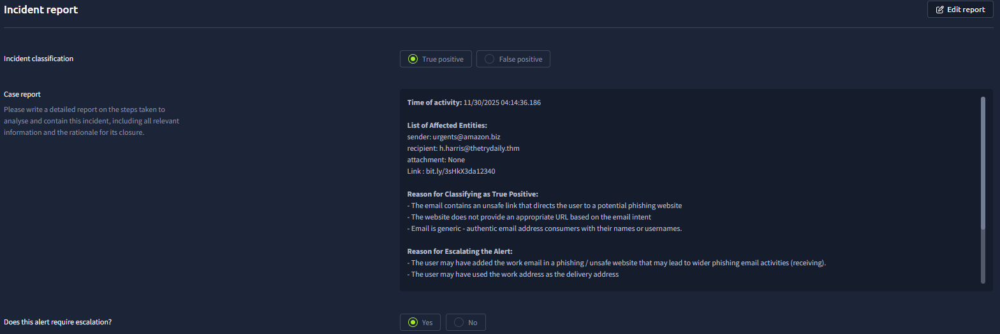 Incident report
Edit report
Incident classification
True positive
False positive
Case report
Please write a detailed report on the steps taken to
analyse and contain this incident, including all relevant
information and the rationale for its closure.
Time of activity: 11/30/2025 04:14:36.186
List of Affected Entities:
sender: urgents@amazon.biz
recipient: h.harris@thetrydaily.thm
attachment: None
Link : bit.ly/3sHkX3da12340
Reason for Classifying as True Positive:
- The email contains an unsafe link that directs the user to a potential phishing website
- The website does not provide an appropriate URL based on the email intent
- Email is generic - authentic email address consumers with their names or usernames.
Reason for Escalating the Alert:
- The user may have added the work email in a phishing / unsafe website that may lead to wider phishing email activities (receiving).
- The user may have used the work address as the delivery address
Does this alert require escalation?
Yes
No